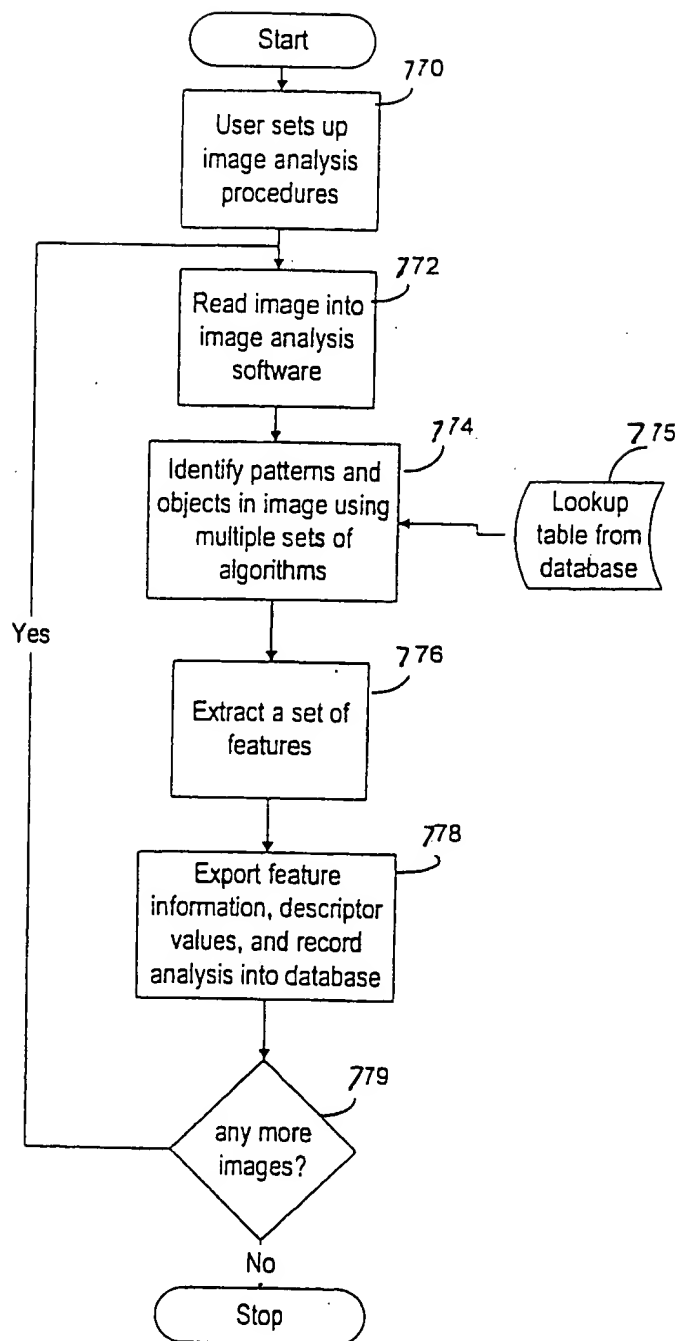 Start
770
User sets up
image analysis
procedures
772
Read image into
image analysis
software
774
Identify patterns and
objects in image using
multiple sets of
algorithms
775
Lookup
table from
database
Yes
776
Extract a set of
features
778
Export feature
information, descriptor
values, and record
analysis into database
779
any more
images?
No
Stop